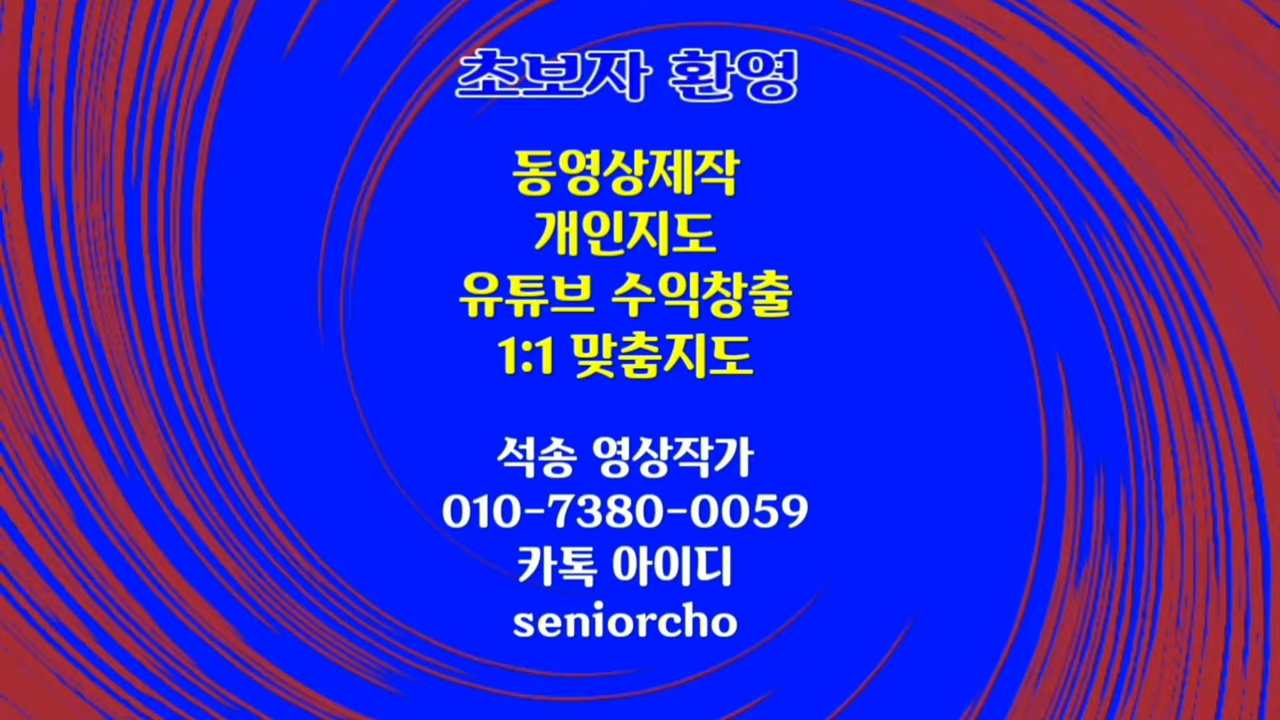 초보자 환영
동영상제작
개인지도
유튜브 수익창출
1:1 맞춤지도
석송 영상작가
010-7380-0059
카톡 아이디
seniorcho